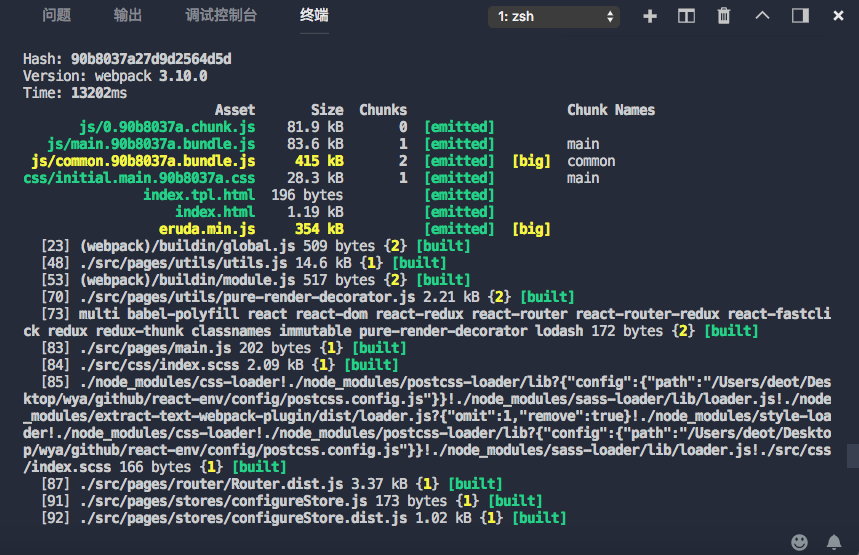 问题 输出 调试控制台 终端 1: zsh
Hash: 90b8037a27d9d2564d5d
Version: webpack 3.10.0
Time: 13202ms
Asset Size Chunks Chunk Names
js/0.90b8037a.chunk.js 81.9 kB 0 [emitted]
js/main.90b8037a.bundle.js 83.6 kB 1 [emitted] main
js/common.90b8037a.bundle.js 415 kB 2 [emitted] [big] common
css/initial.main.90b8037a.css 28.3 kB 1 [emitted] main
index.tpl.html 196 bytes [emitted]
index.html 1.19 kB [emitted]
eruda.min.js 354 kB [emitted] [big]
[23] (webpack)/buildin/global.js 509 bytes {2} [built]
[48] ./src/pages/utils/utils.js 14.6 kB {1} [built]
[53] (webpack)/buildin/module.js 517 bytes {2} [built]
[70] ./src/pages/utils/pure-render-decorator.js 2.21 kB {2} [built]
[73] multi babel-polyfill react react-dom react-redux react-router react-router-redux react-fastcli
ck redux redux-thunk classnames immutable pure-render-decorator lodash 172 bytes {2} [built]
[83] ./src/pages/main.js 202 bytes {1} [built]
[84] ./src/css/index.scss 2.09 kB {1} [built]
[85] ./node_modules/css-loader!./node_modules/postcss-loader/lib?{"config":{"path":"/Users/deot/Des
ktop/wya/github/react-env/config/postcss.config.js"}}!./node_modules/sass-loader/lib/loader.js!./node
_modules/extract-text-webpack-plugin/dist/loader.js?{"omit":1,"remove":true}!./node_modules/style-loa
der!./node_modules/css-loader!./node_modules/postcss-loader/lib?{"config":{"path":"/Users/deot/Deskto
p/wya/github/react-env/config/postcss.config.js"}}!./node_modules/sass-loader/lib/loader.js!./src/css
/index.scss 166 bytes {1} [built]
[87] ./src/pages/router/Router.dist.js 3.37 kB {1} [built]
[91] ./src/pages/stores/configureStore.js 173 bytes {1} [built]
[92] ./src/pages/stores/configureStore.dist.js 1.02 kB {1} [built]